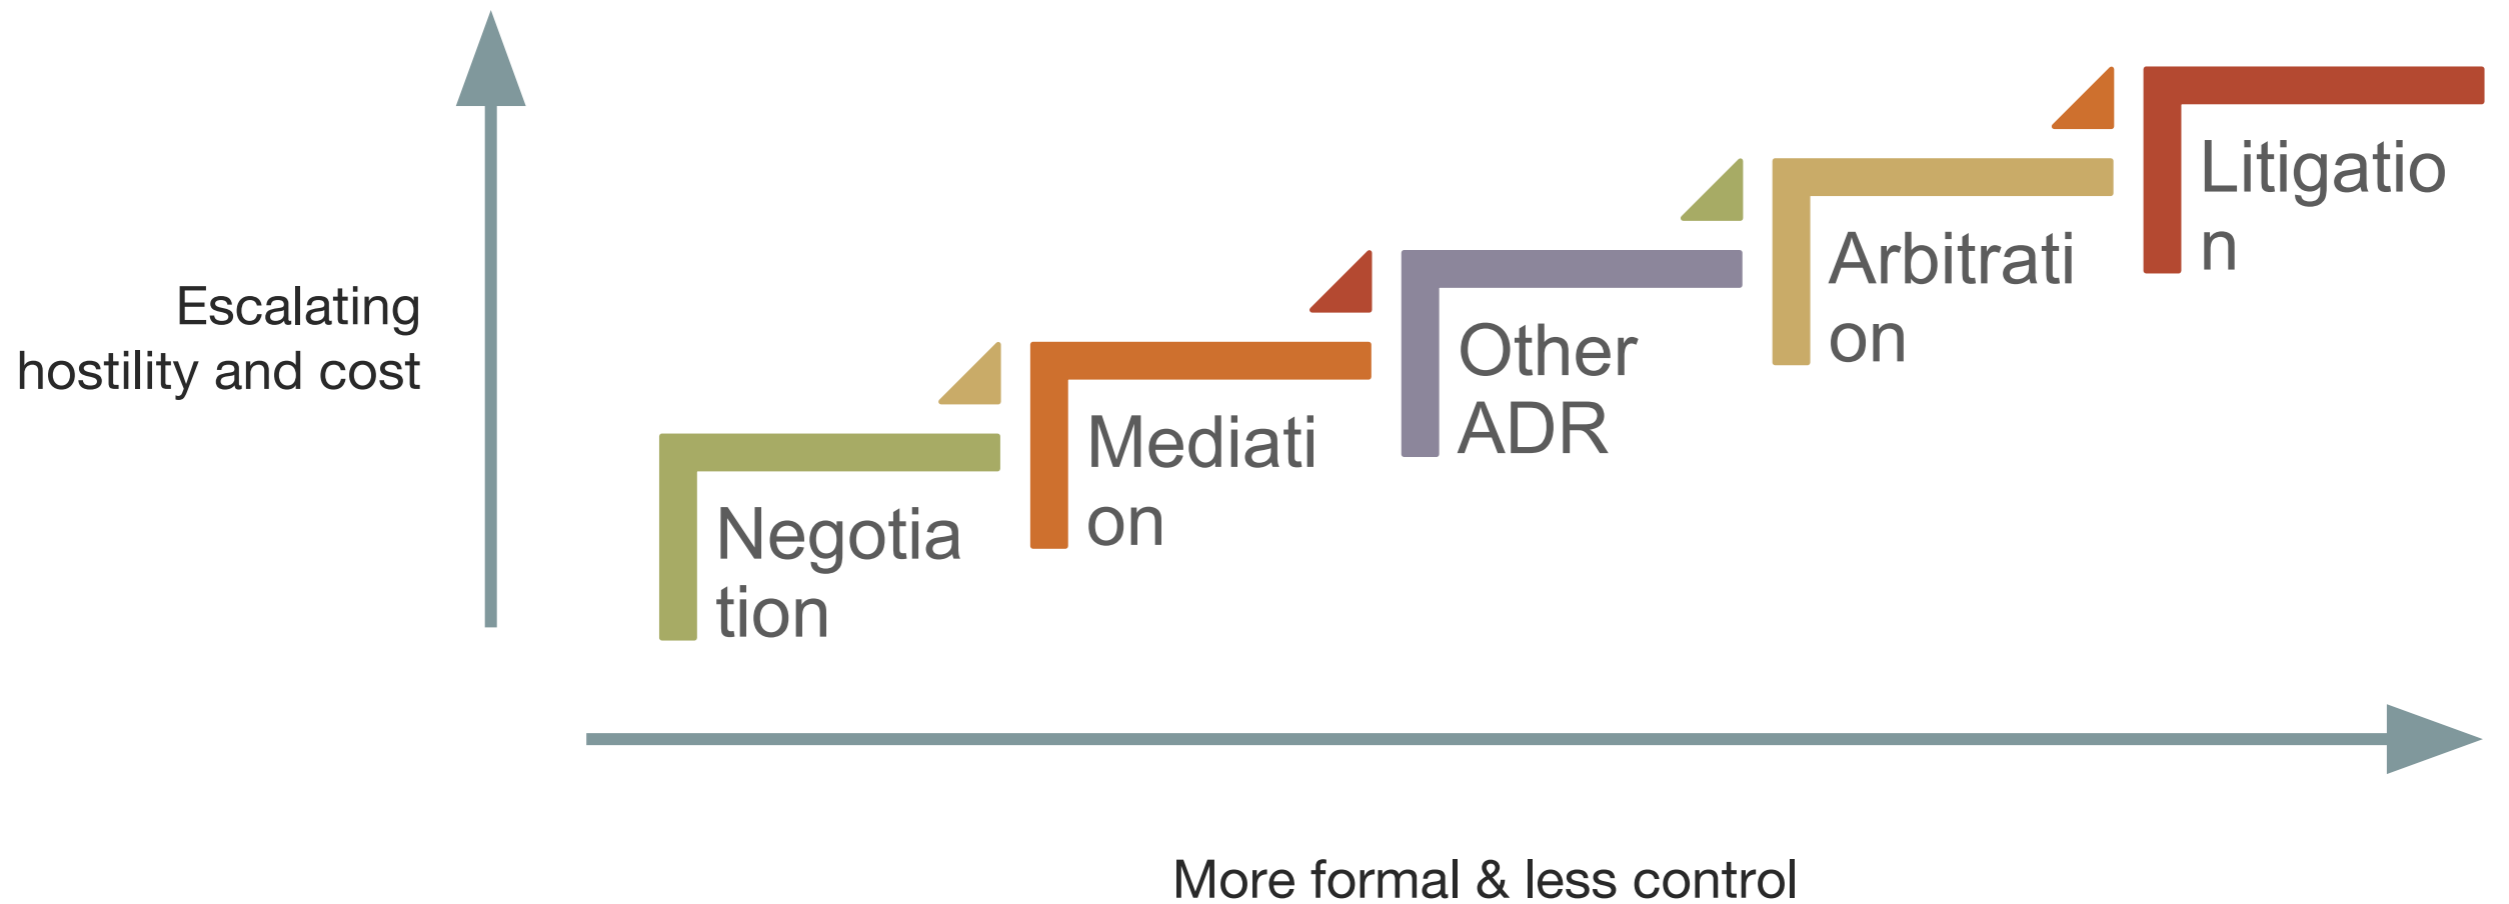 Escalating
hostility and cost
Negotia
tion
Mediati
on
Other
ADR
Arbitrati
on
Litigatio
n
More formal & less control